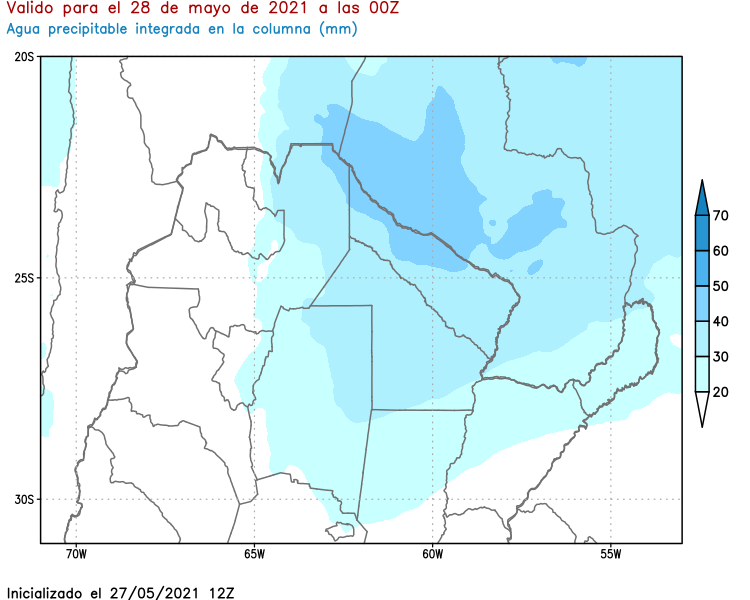 Valido para el 28 de mayo de 2021 a las 00Z
Agua precipitable integrada en la columna (mm)
20S
25S
30S
70W
65W
60W
55W
70
60
50
40
30
20
Inicializado el 27/05/2021 12Z